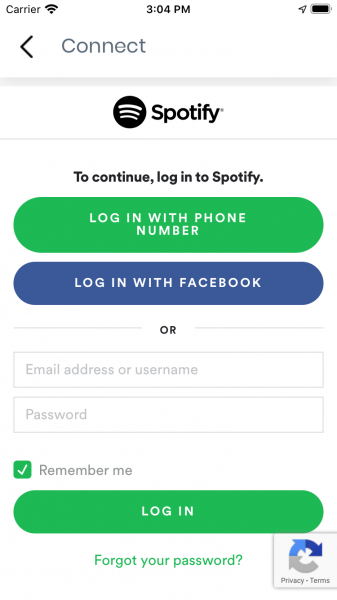 Carrier 3:04 PM
Connect
Spotify®
To continue, log in to Spotify.
LOG IN WITH PHONE
NUMBER
LOG IN WITH FACEBOOK
OR
Email address or username
Password
Remember me
LOG IN
Forgot your password?
Privacy - Terms